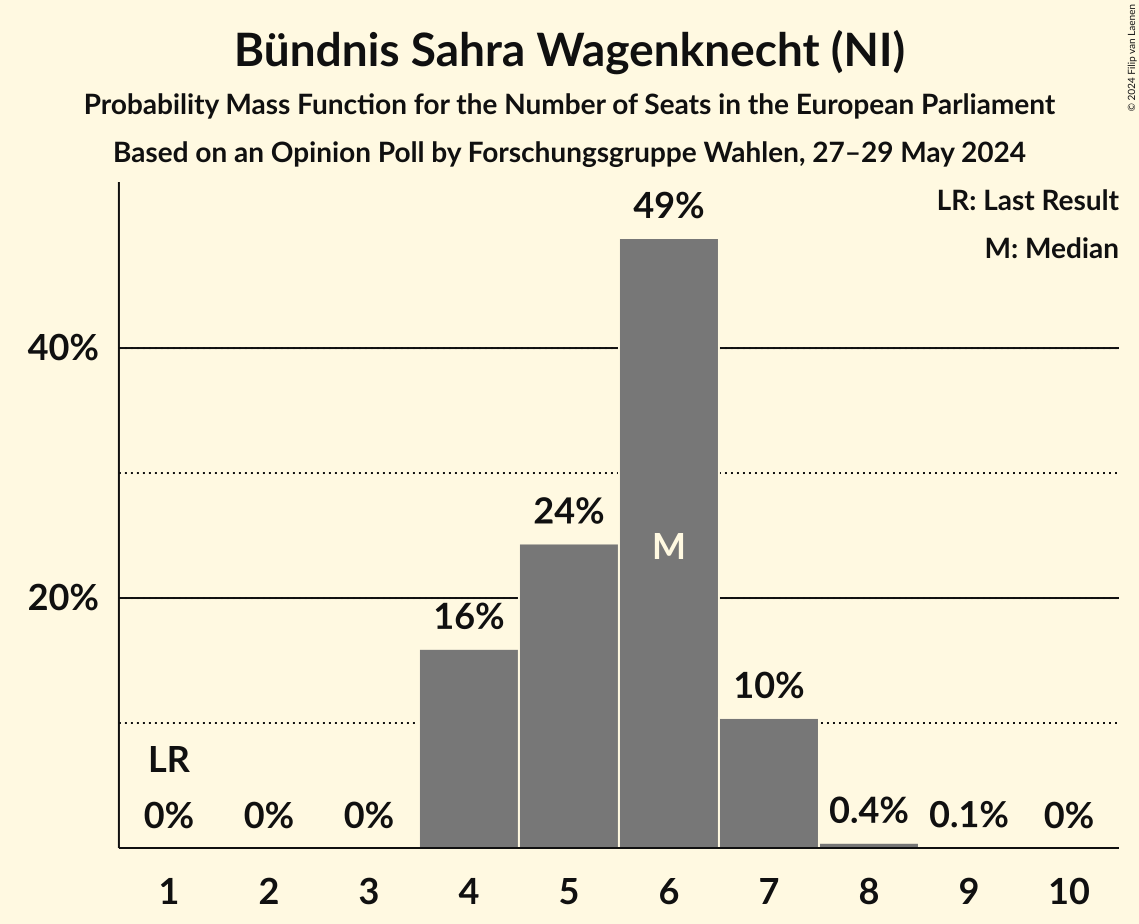 Bündnis Sahra Wagenknecht (NI)
Probability Mass Function for the Number of Seats in the European Parliament
Based on an Opinion Poll by Forschungsgruppe Wahlen, 27–29 May 2024
© 2024 Filip van Laenen
LR: Last Result
M: Median
49%
40%
24%
M
20%
16%
10%
LR
0% 0% 0% 0.4% 0.1% 0%
1 2 3 4 5 6 7 8 9 10